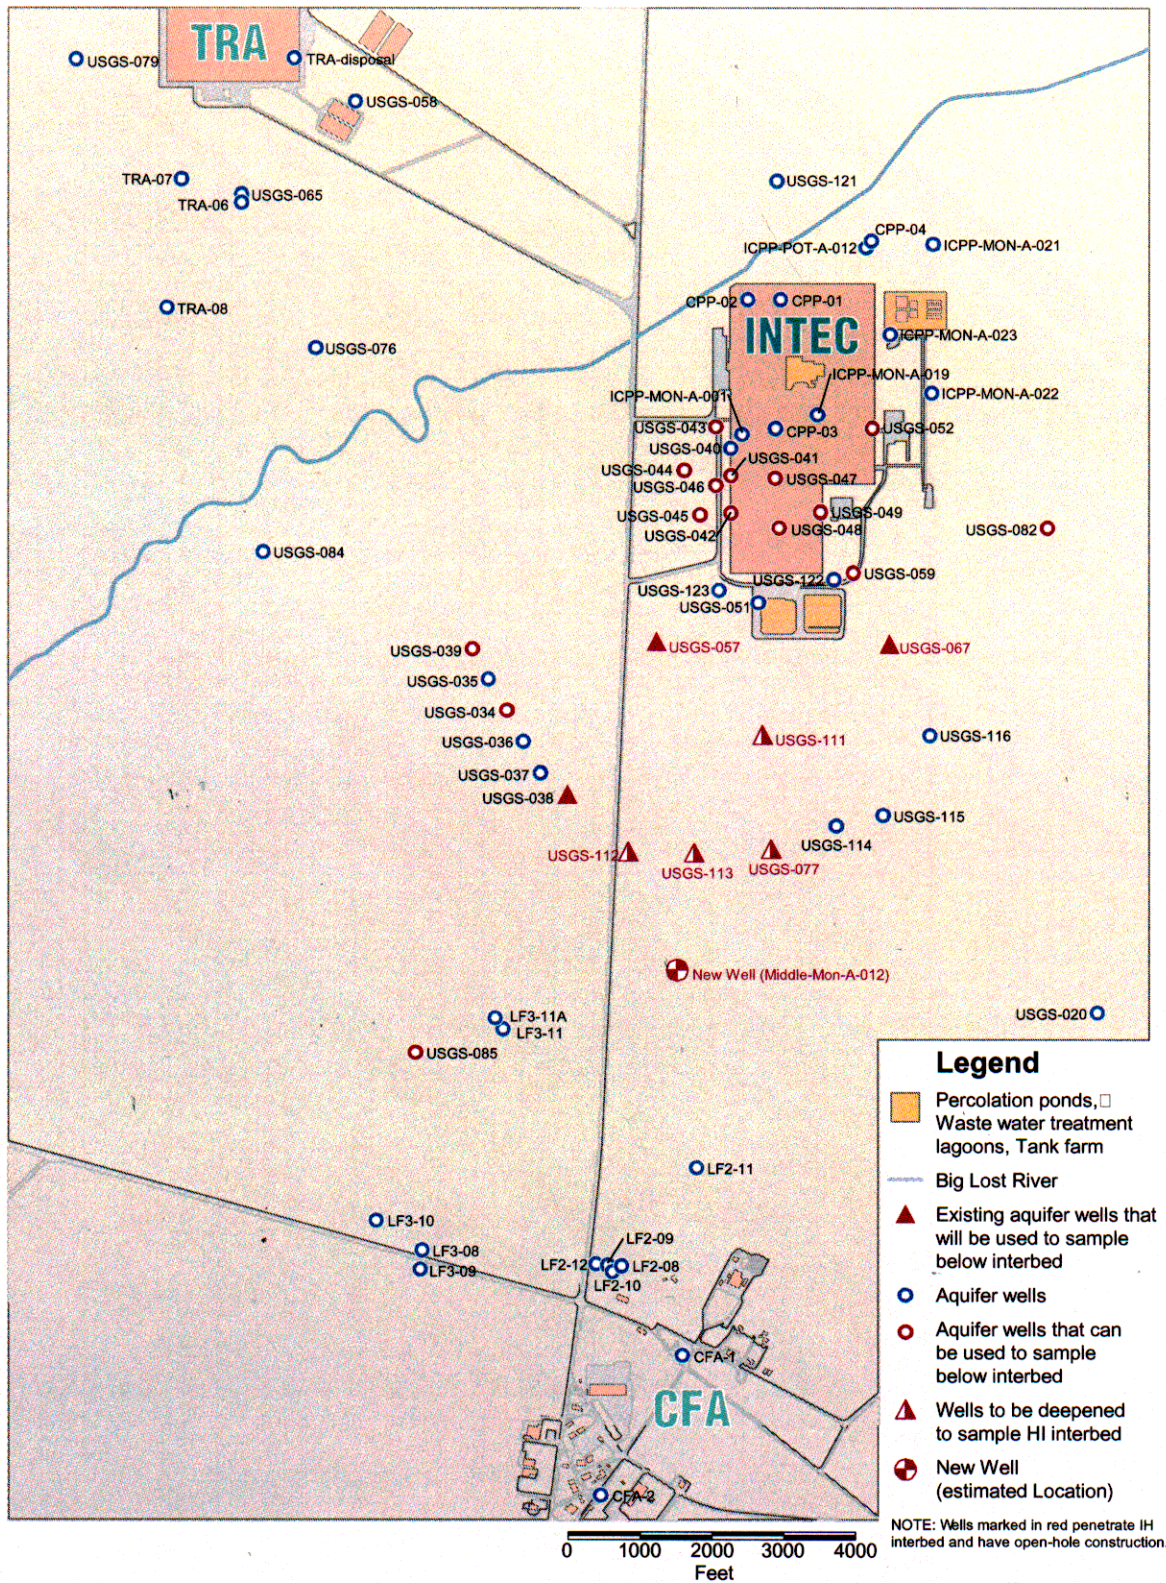 TRA
USGS-079
TRA-disposal
USGS-058
TRA-07
USGS-065
TRA-06
USGS-121
CPP-04
ICPP-POT-A-012
ICPP-MON-A-021
TRA-08
CPP-02
CPP-01
INTEC
ICPP-MON-A-023
USGS-076
ICPP-MON-A-019
ICPP-MON-A-001
ICPP-MON-A-022
USGS-043
CPP-03
USGS-052
USGS-040
USGS-041
USGS-044
USGS-046
USGS-047
USGS-045
USGS-049
USGS-042
USGS-048
USGS-082
USGS-084
USGS-122
USGS-059
USGS-123
USGS-051
USGS-039
USGS-057
USGS-067
USGS-035
USGS-034
USGS-036
USGS-111
USGS-116
USGS-037
USGS-038
USGS-115
USGS-114
USGS-112
USGS-113
USGS-077
New Well (Middle-Mon-A-012)
LF3-11A
LF3-11
USGS-020
USGS-085
LF2-11
LF3-10
LF3-08
LF3-09
LF2-09
LF2-12
LF2-08
LF2-10
CFA-1
CFA
CFA-2
Legend
Percolation ponds,□
Waste water treatment
lagoons, Tank farm
Big Lost River
Existing aquifer wells that
will be used to sample
below interbed
Aquifer wells
Aquifer wells that can
be used to sample
below interbed
Wells to be deepened
to sample HI interbed
New Well
(estimated Location)
NOTE: Wells marked in red penetrate IH
interbed and have open-hole construction.
0 1000 2000 3000 4000
Feet